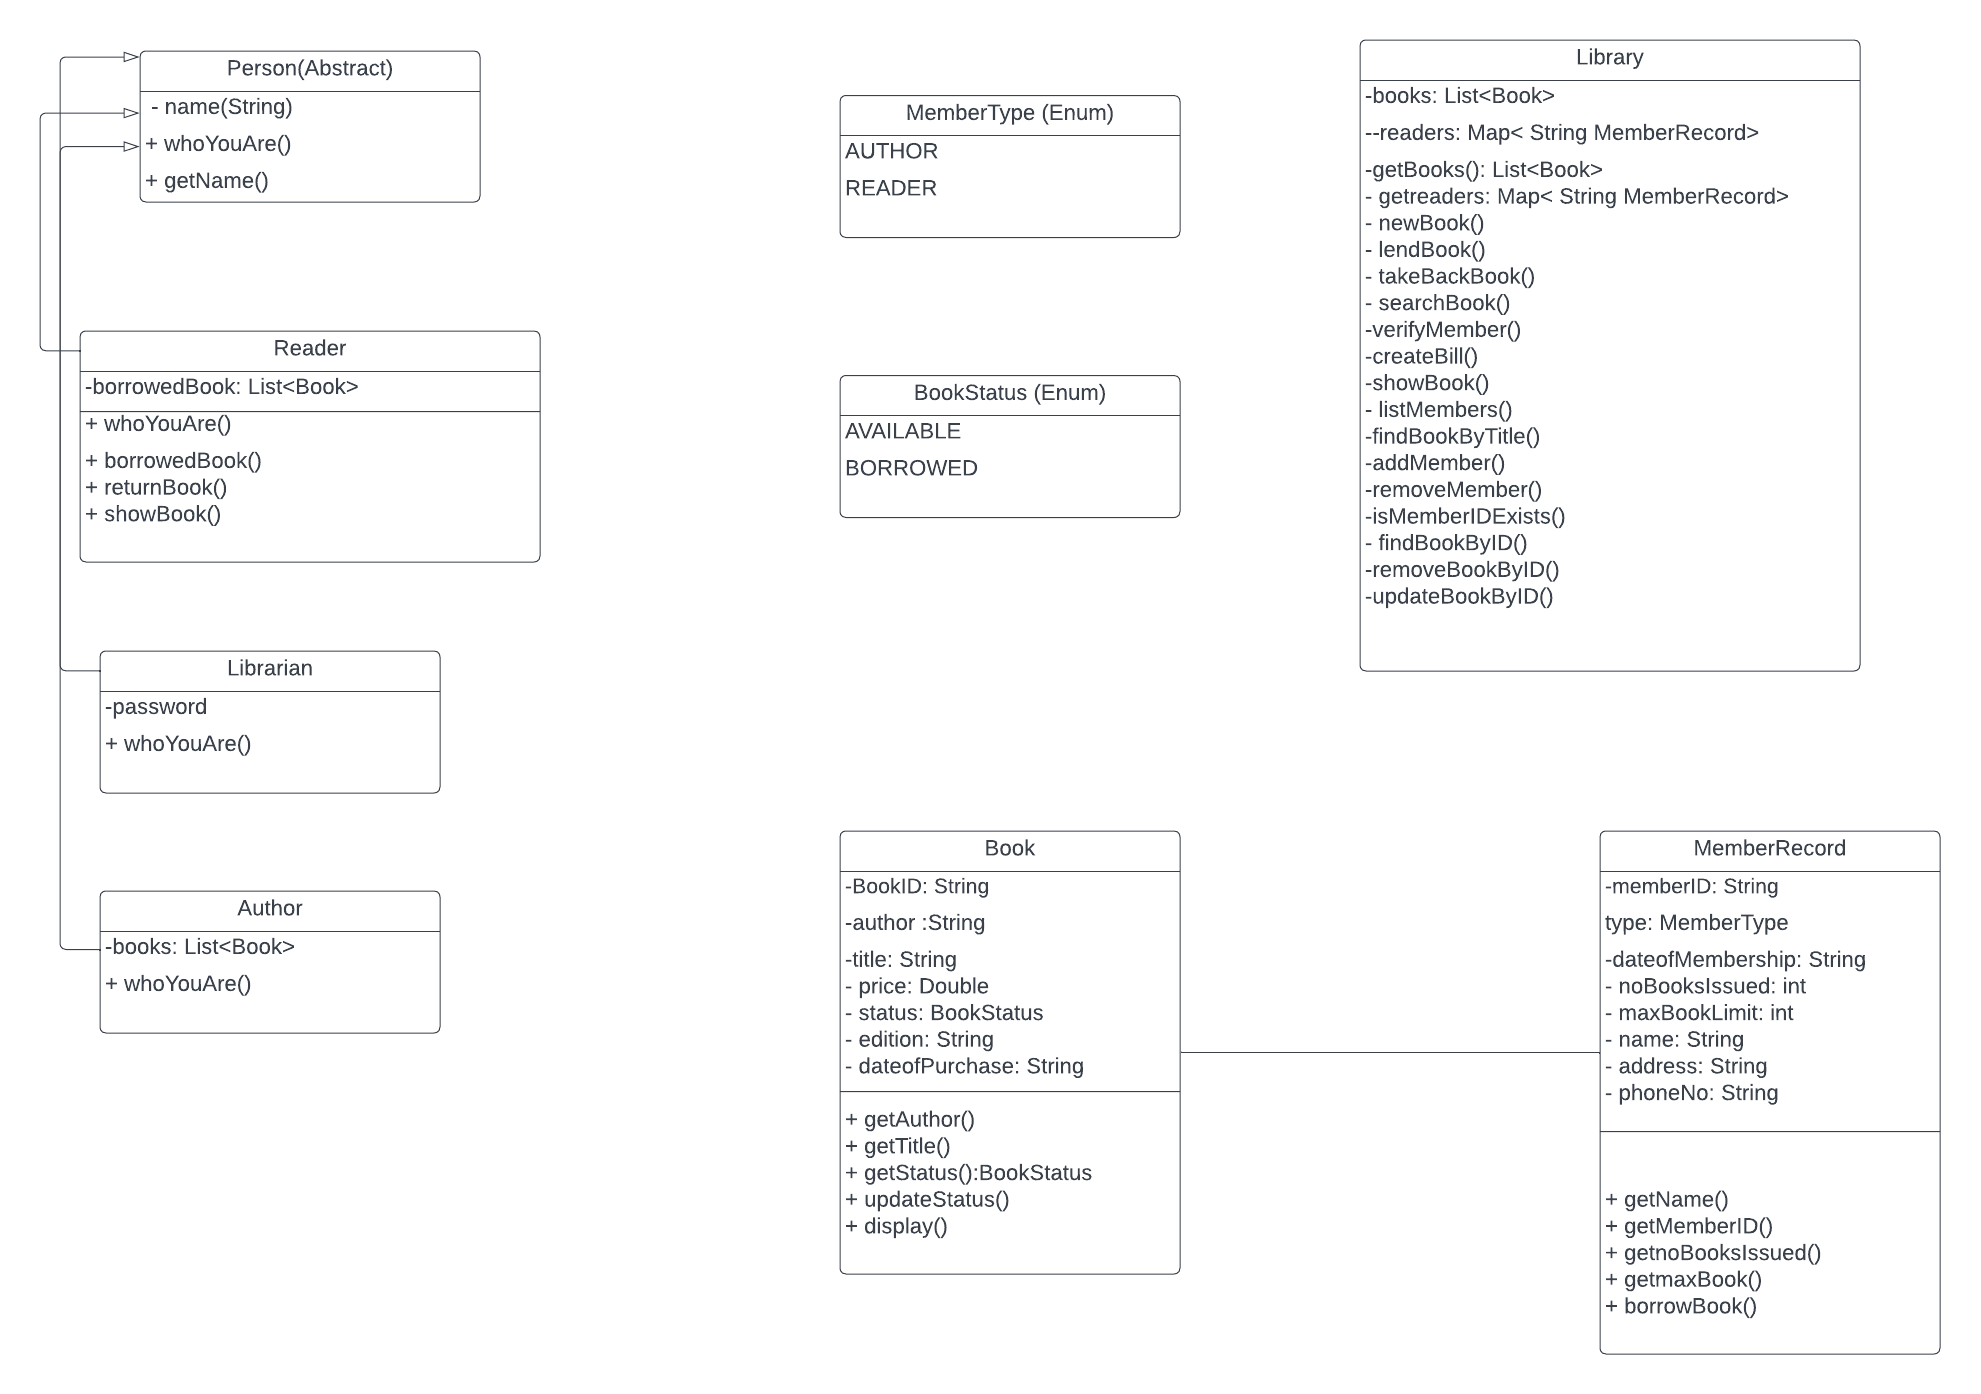 Person(Abstract)
- name(String)
+ whoYouAre()
+ getName()
Reader
-borrowedBook: List<Book>
+ whoYouAre()
+ borrowedBook()
+ returnBook()
+ showBook()
Librarian
-password
+ whoYouAre()
Author
-books: List<Book>
+ whoYouAre()
MemberType (Enum)
AUTHOR
READER
BookStatus (Enum)
AVAILABLE
BORROWED
Book
-BookID: String
-author :String
-title: String
- price: Double
- status: BookStatus
- edition: String
- dateofPurchase: String
+ getAuthor()
+ getTitle()
+ getStatus():BookStatus
+ updateStatus()
+ display()
Library
-books: List<Book>
--readers: Map< String MemberRecord>
-getBooks(): List<Book>
- getreaders: Map< String MemberRecord>
- newBook()
- lendBook()
- takeBackBook()
- searchBook()
-verifyMember()
-createBill()
-showBook()
- listMembers()
-findBookByTitle()
-addMember()
-removeMember()
-isMemberIDExists()
- findBookByID()
-removeBookByID()
-updateBookByID()
MemberRecord
-memberID: String
type: MemberType
-dateofMembership: String
- noBooksIssued: int
- maxBookLimit: int
- name: String
- address: String
- phoneNo: String
+ getName()
+ getMemberID()
+ getnoBooksIssued()
+ getmaxBook()
+ borrowBook()